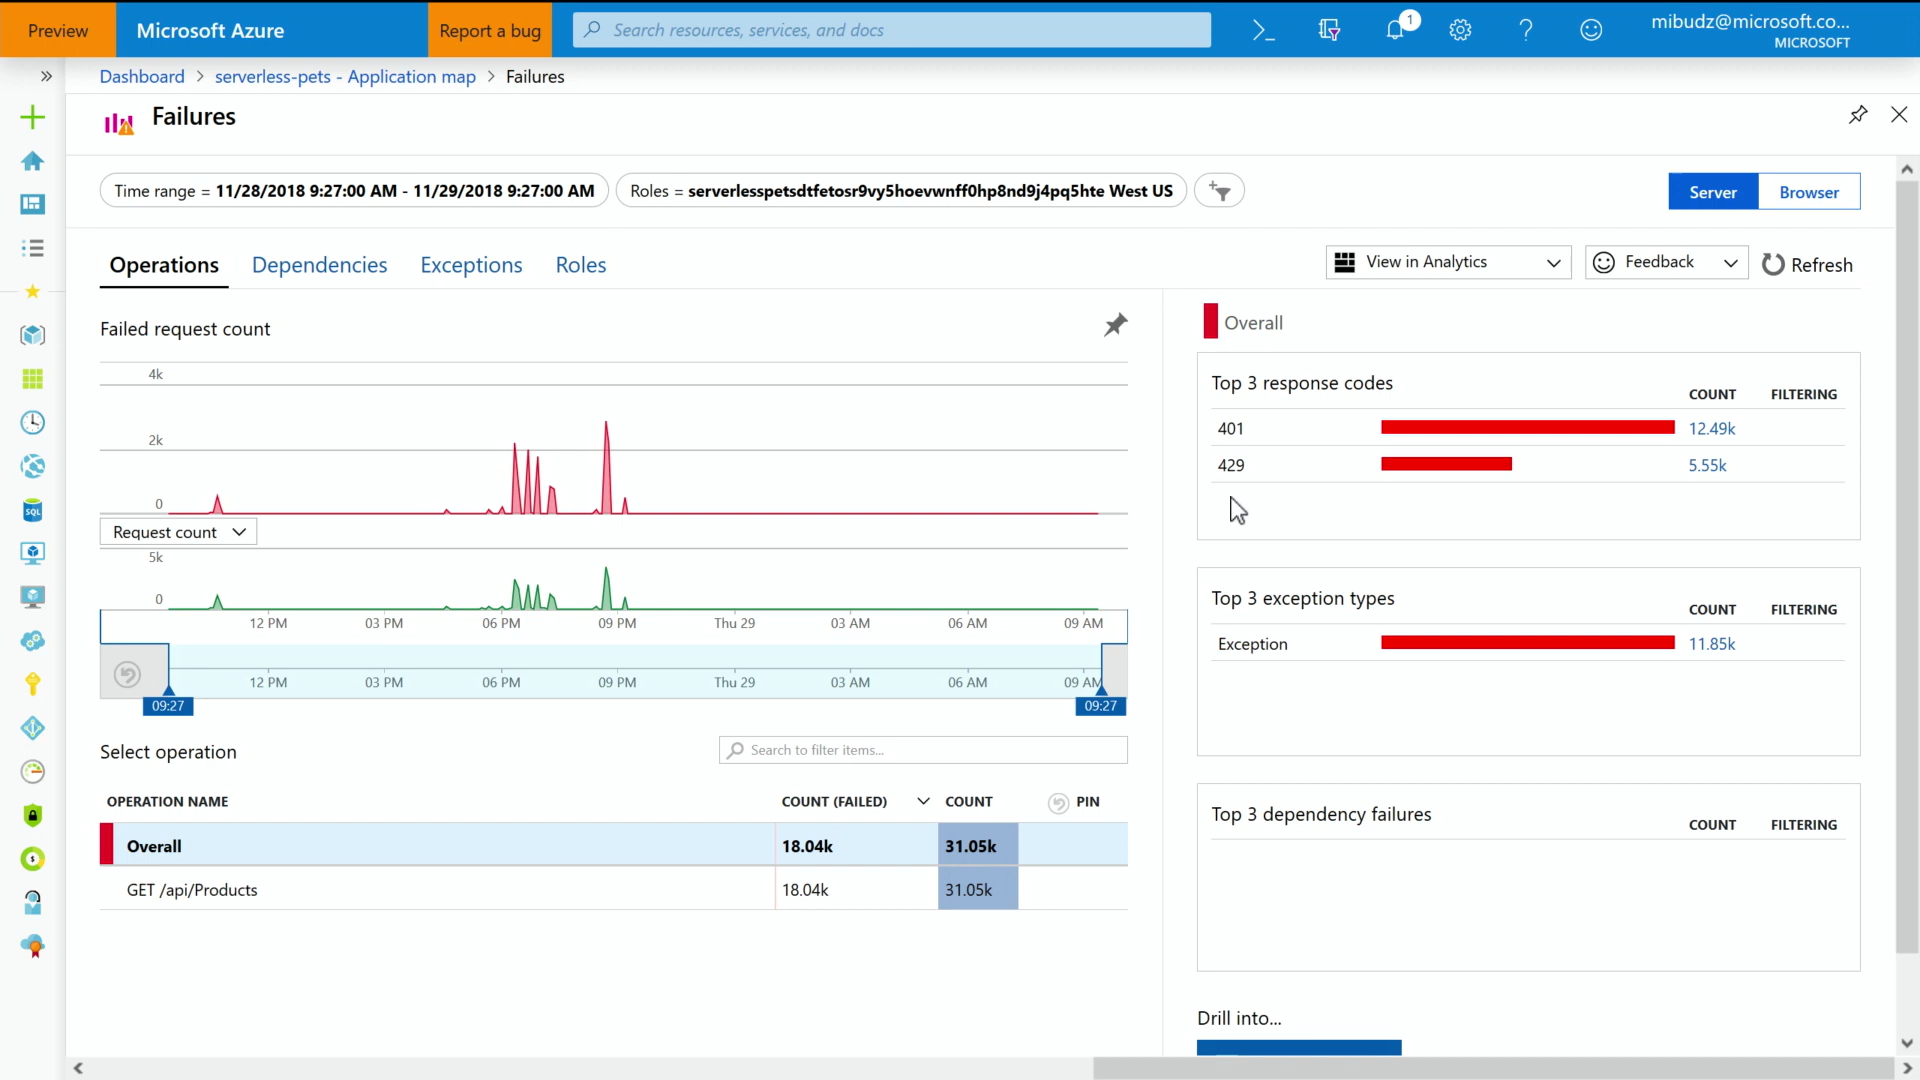 Preview
Microsoft Azure
Report a bug
Search resources, services, and docs
1
mibudz@microsoft.co...
MICROSOFT
Dashboard > serverless-pets - Application map > Failures
Failures
Time range = 11/28/2018 9:27:00 AM - 11/29/2018 9:27:00 AM
Roles = serverlesspetsdtfetosr9vy5hoevwnff0hp8nd9j4pq5hte West US
Server
Browser
Operations
Dependencies
Exceptions
Roles
View in Analytics
Feedback
Refresh
Failed request count
4k
2k
0
Request count
5k
0
12 PM 03 PM 06 PM 09 PM Thu 29 03 AM 06 AM 09 AM
12 PM 03 PM 06 PM 09 PM Thu 29 03 AM 06 AM 09 AM
09:27
09:27
Select operation
Search to filter items...
OPERATION NAME COUNT (FAILED) COUNT PIN
Overall 18.04k 31.05k
GET /api/Products 18.04k 31.05k
Overall
Top 3 response codes
COUNT FILTERING
401 12.49k
429 5.55k
Top 3 exception types
COUNT FILTERING
Exception 11.85k
Top 3 dependency failures
COUNT FILTERING
Drill into...
SQL